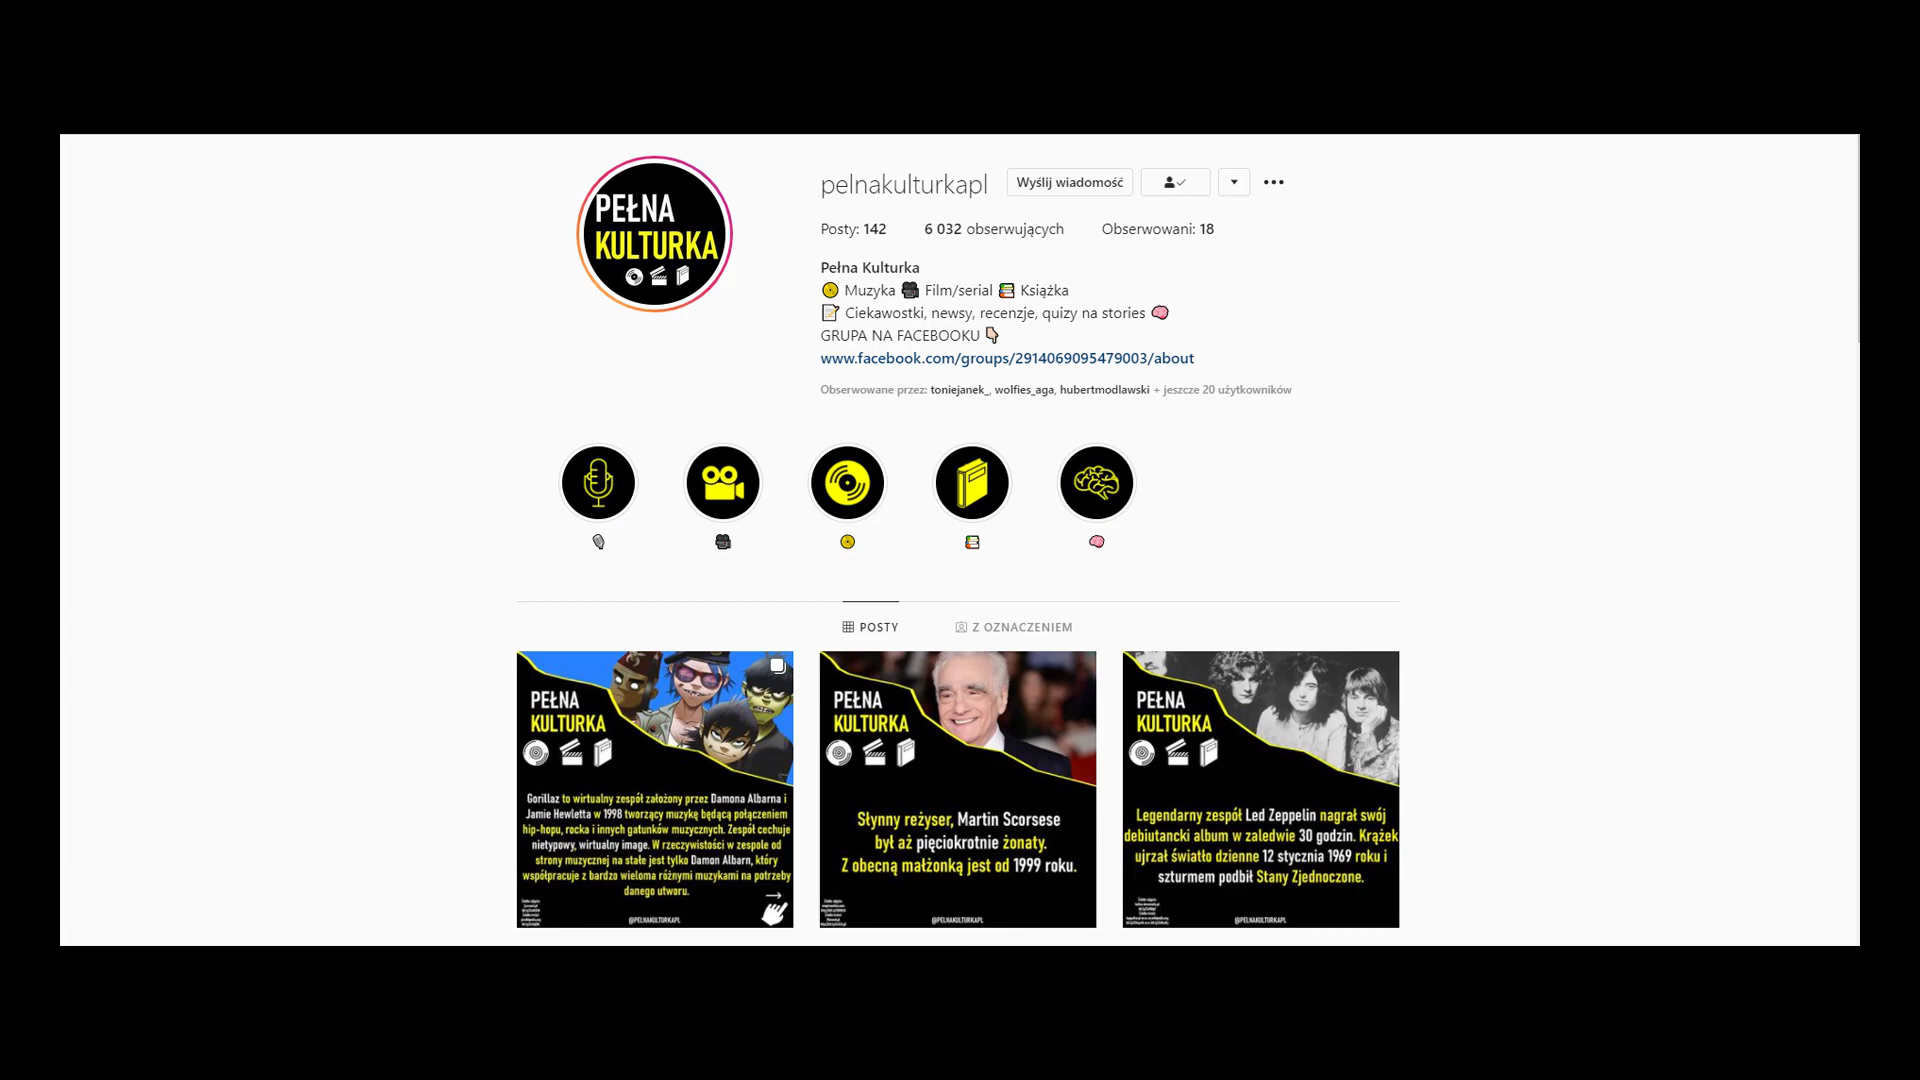 PEŁNA
KULTURKA
pelnakulturkapl
Wyślij wiadomość
Posty: 142
6 032 obserwujących
Obserwowani: 18
Pełna Kulturka
Muzyka 🎥 Film/serial 📚 Książka
📝 Ciekawostki, newsy, recenzje, quizy na stories 🧠
GRUPA NA FACEBOOKU 👇🏻
www.facebook.com/groups/2914069095479003/about
Obserwowane przez: toniejanek_, wolfies_aga, hubertmodlawski + jeszcze 20 użytkowników
POSTY
Z OZNACZENIEM
PEŁNA
KULTURKA
Gorillaz to wirtualny zespół założony przez Damona Albarna i
Jamie Hewletta w 1998 tworzący muzykę będącą połączeniem
hip-hopu, rocka i innych gatunków muzycznych. Zespół cechuje
nietypowy, wirtualny image. W rzeczywistości w zespole od
strony muzycznej na stałe jest tylko Damon Albarn, który
współpracuje z bardzo wieloma różnymi muzykami na potrzeby
danego utworu.
@PELNAKULTURKAPL
PEŁNA
KULTURKA
Słynny reżyser, Martin Scorsese
był aż pięciokrotnie żonaty.
Z obecną małżonką jest od 1999 roku.
@PELNAKULTURKAPL
PEŁNA
KULTURKA
Legendarny zespół Led Zeppelin nagrał swój
debiutancki album w zaledwie 30 godzin. Krążek
ujrzał światło dzienne 12 stycznia 1969 roku i
szturmem podbił Stany Zjednoczone.
@PELNAKULTURKAPL